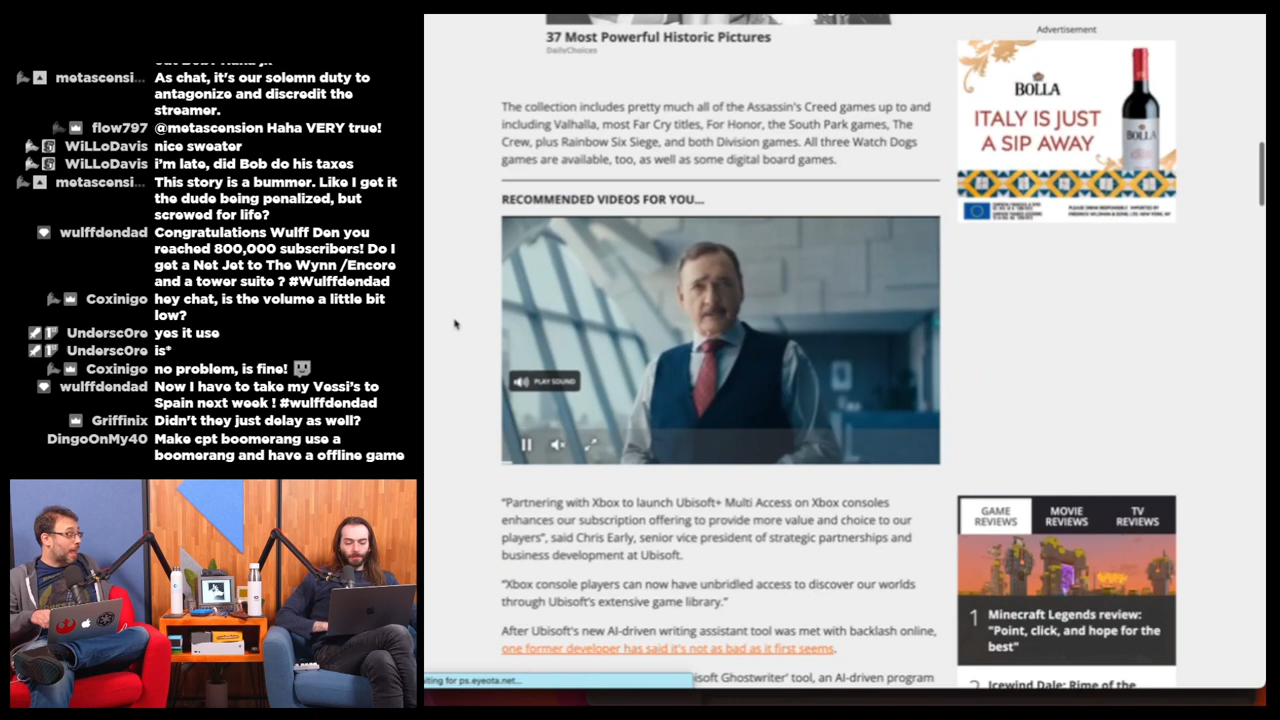 metascensi... As chat, it's our solemn duty to
antagonize and discredit the
streamer.
flow797 @metascension Haha VERY true!
WiLLoDavis nice sweater
WiLLoDavis i'm late, did Bob do his taxes
metascensi... This story is a bummer. Like I get it
the dude being penalized, but
screwed for life?
wulffdendad Congratulations Wulff Den you
reached 800,000 subscribers! Do I
get a Net Jet to The Wynn /Encore
and a tower suite ? #Wulffdendad
Coxinigo hey chat, is the volume a little bit
low?
Undersc0re yes it use
Undersc0re is*
Coxinigo no problem, is fine!
wulffdendad Now I have to take my Vessi's to
Spain next week ! #wulffdendad
Griffinix Didn't they just delay as well?
DingoOnMy40 Make cpt boomerang use a
boomerang and have a offline game
37 Most Powerful Historic Pictures
DailyChoices
The collection includes pretty much all of the Assassin's Creed games up to and
including Valhalla, most Far Cry titles, For Honor, the South Park games, The
Crew, plus Rainbow Six Siege, and both Division games. All three Watch Dogs
games are available, too, as well as some digital board games.
RECOMMENDED VIDEOS FOR YOU...
PLAY SOUND
"Partnering with Xbox to launch Ubisoft+ Multi Access on Xbox consoles
enhances our subscription offering to provide more value and choice to our
players", said Chris Early, senior vice president of strategic partnerships and
business development at Ubisoft.
"Xbox console players can now have unbridled access to discover our worlds
through Ubisoft's extensive game library."
After Ubisoft's new AI-driven writing assistant tool was met with backlash online,
one former developer has said it's not as bad as it first seems.
isoft Ghostwriter' tool, an AI-driven program
iting for ps.eyeota.net...
Advertisement
BOLLA
ITALY IS JUST
A SIP AWAY
BOLLA
GAME REVIEWS
MOVIE REVIEWS
TV REVIEWS
1 Minecraft Legends review:
"Point, click, and hope for the
best"
Icewind Dale: Rime of the